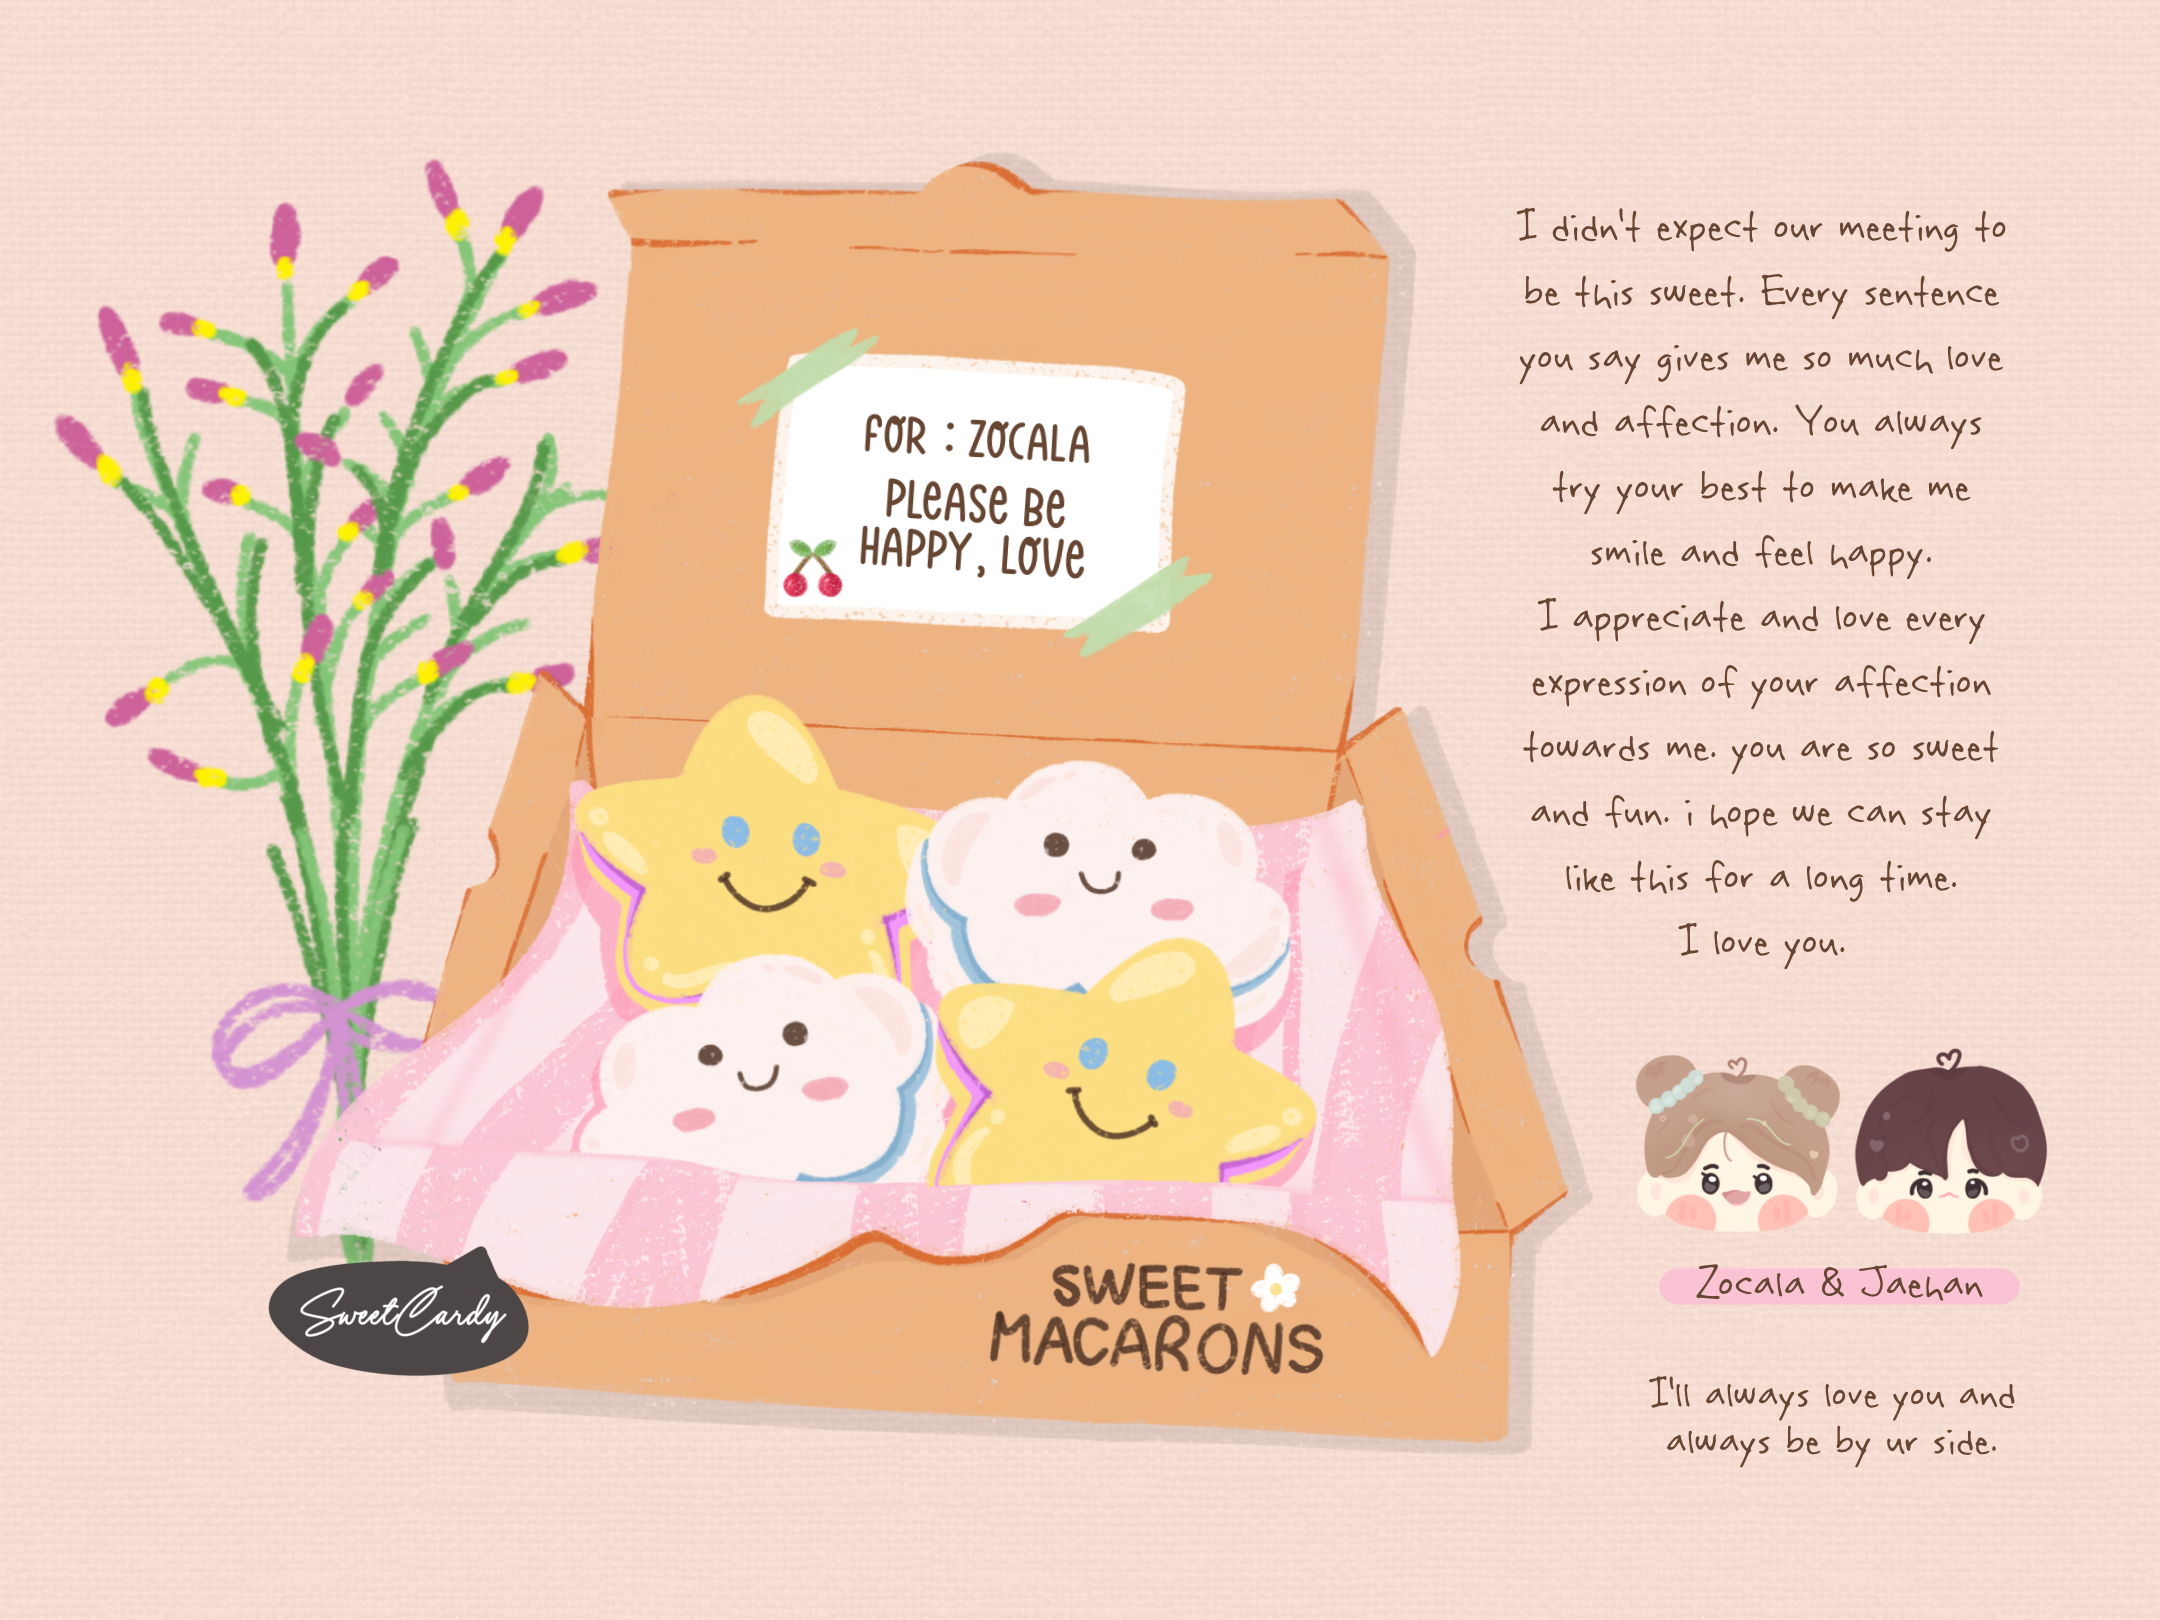 FOR : ZOCALA
PLEASE BE
HAPPY, LOVE
SWEET
MACARONS
SweetCardy
I didn't expect our meeting to
be this sweet. Every sentence
you say gives me so much love
and affection. You always
try your best to make me
smile and feel happy.
I appreciate and love every
expression of your affection
towards me. you are so sweet
and fun. i hope we can stay
like this for a long time.
I love you.
Zocala & Jaehan
I'll always love you and
always be by ur side.